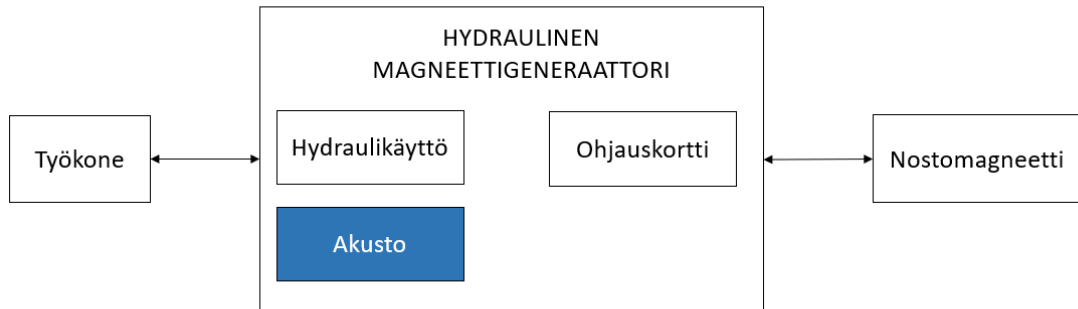 HYDRAULINEN
MAGNEETTIGENERAATTORI
Työkone
Hydraulikäyttö
Ohjauskortti
Nostomagneetti
Akusto